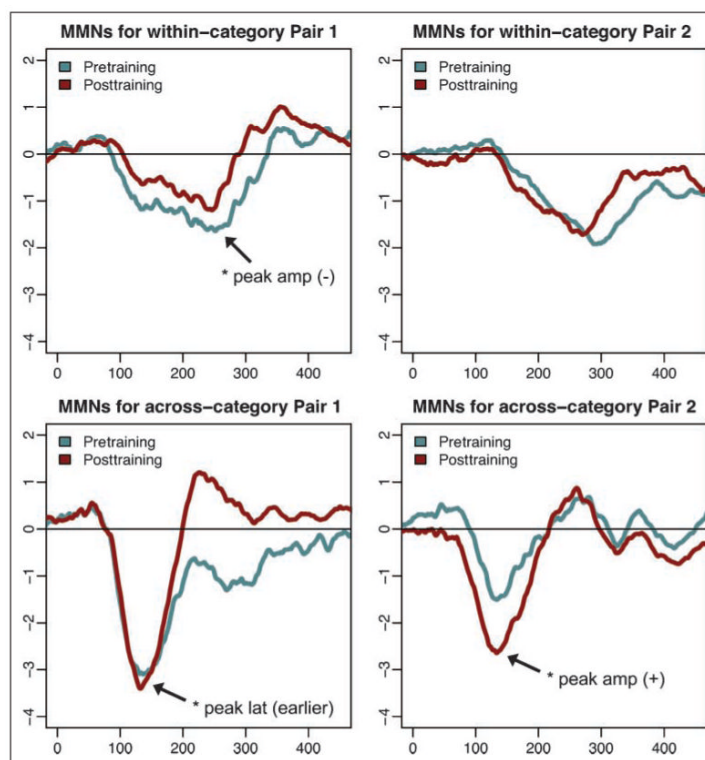 MMNs for within-category Pair 1
Pretraining
Posttraining
2
1
0
-1
-2
-3
-4
* peak amp (-)
0 100 200 300 400
MMNs for within-category Pair 2
Pretraining
Posttraining
2
1
0
-1
-2
-3
-4
0 100 200 300 400
MMNs for across-category Pair 1
Pretraining
Posttraining
2
1
0
-1
-2
-3
-4
* peak lat (earlier)
0 100 200 300 400
MMNs for across-category Pair 2
Pretraining
Posttraining
2
1
0
-1
-2
-3
-4
* peak amp (+)
0 100 200 300 400